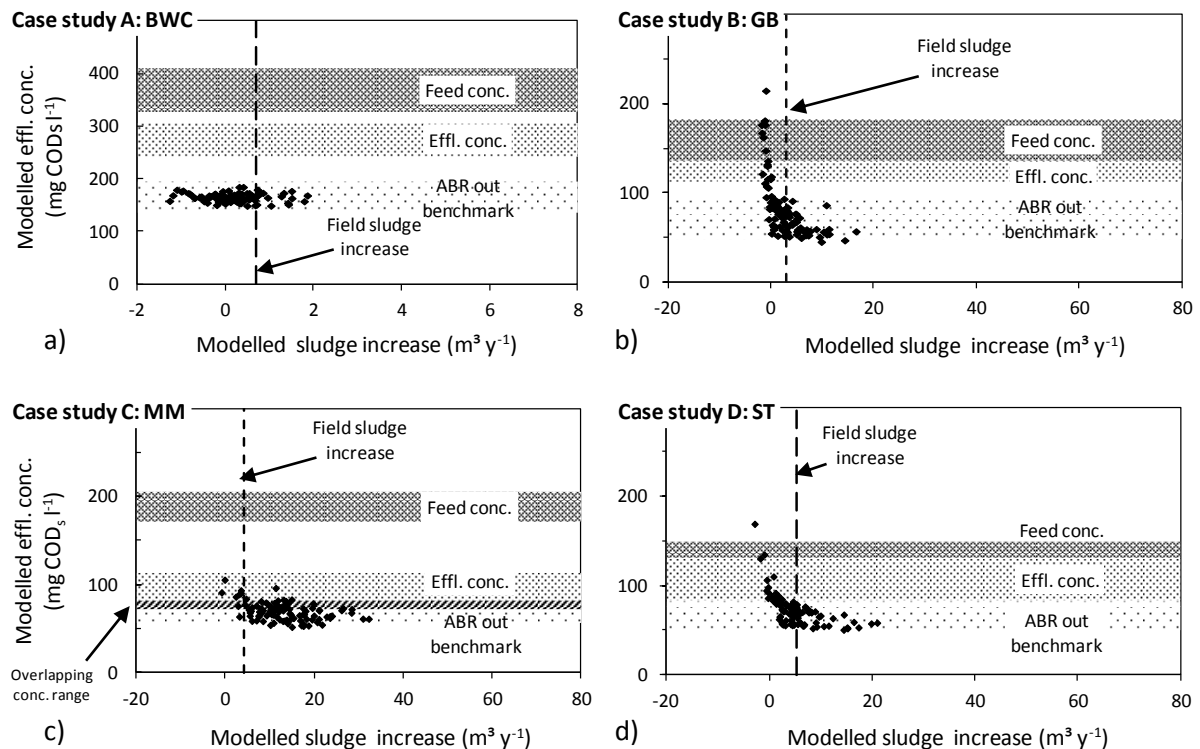 Case study A: BWC
Modelled effl. conc.
(mg CODs l-1)
400
300
200
100
0
Feed conc.
Effl. conc.
ABR out
benchmark
Field sludge
increase
-2
0
2
4
6
8
a)
Modelled sludge increase (m³ y-1)
Case study B: GB
200
100
0
Field sludge
increase
Feed conc.
Effl. conc.
ABR out
benchmark
-20
0
20
40
60
80
b)
Modelled sludge increase (m³ y-1)
Case study C: MM
Modelled effl. conc.
(mg CODs l-1)
200
100
0
Field sludge
increase
Feed conc.
Effl. conc.
ABR out
benchmark
Overlapping
conc. range
-20
0
20
40
60
80
c)
Modelled sludge increase (m³ y-1)
Case study D: ST
200
100
0
Field sludge
increase
Feed conc.
Effl. conc.
ABR out
benchmark
-20
0
20
40
60
80
d)
Modelled sludge increase (m³ y-1)